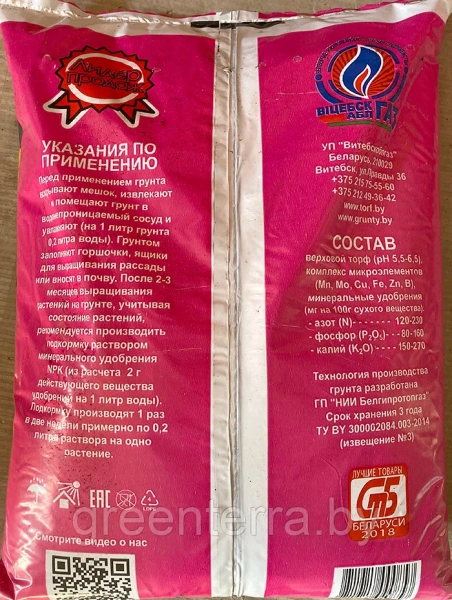 Лидер
Продаж
УКАЗАНИЯ ПО
ПРИМЕНЕНИЮ
Перед применением грунта
вскрывают мешок, извлекают
и помещают грунт в
водонепроницаемый сосуд и
увлажняют (на 1 литр грунта
0,2 литра воды). Грунтом
заполняют горшочки, ящики
для выращивания рассады
или вносят в почву. После 2-3
месяцев выращивания
растений на грунте, учитывая
состояние растений,
рекомендуется производить
подкормку раствором
минерального удобрения
NPK (из расчета 2 г
действующего вещества
удобрений на 1 литр воды).
Подкормку производят 1 раз
в две недели примерно по 0,2
литра раствора на одно
растение.
EAC
LDPE
Смотрите видео о нас
ВІЦЕБСК
АБЛ ГАЗ
УП "Витебскоблгаз"
Беларусь, 210029
Витебск, ул.Правды 36
+375 215 75-55-60
+375 212 49-36-42
www.torf.by
www.grunty.by
СОСТАВ
верховой торф (pH 5,5-6,5),
комплекс микроэлементов
(Mn, Mo, Cu, Fe, Zn, B),
минеральные удобрения
(мг на 100г сухого вещества):
- азот (N)------------ 120-230
- фосфор (P₂O₅)---- 80-160
- калий (K₂O)------- 150-270
Технология производства
грунта разработана
ГП "НИИ Белгипротопгаз"
Срок хранения 3 года
ТУ BY 300002084.003-2014
(извещение №3)
ЛУЧШИЕ ТОВАРЫ
БЕЛАРУСИ
2018
greenterra.by